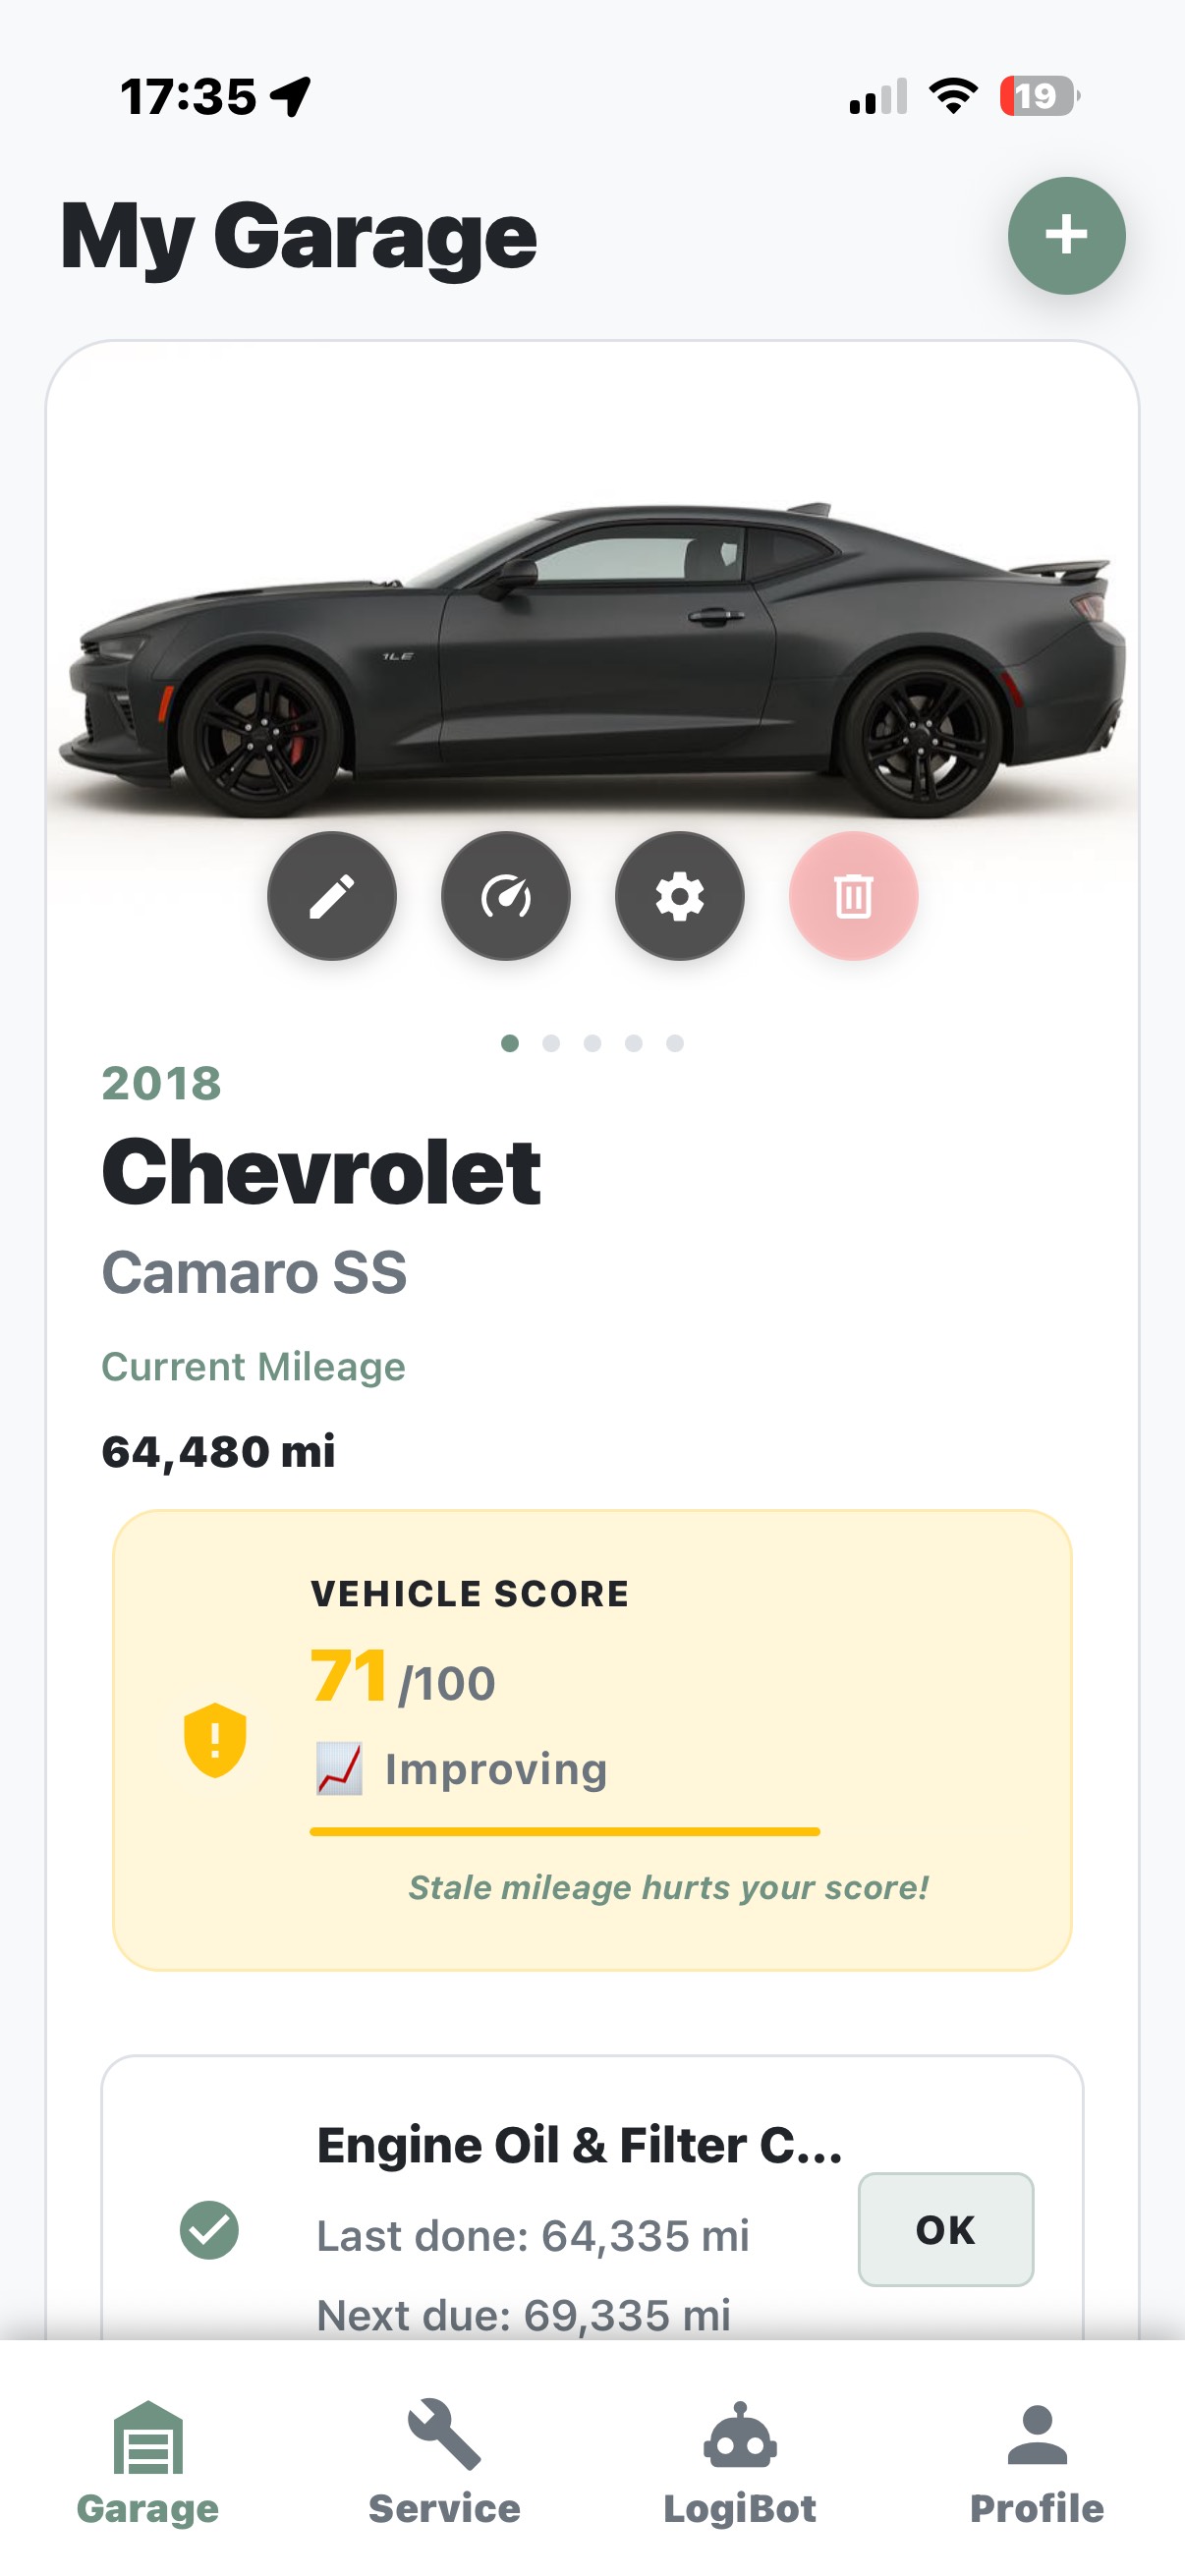 17:35
19
My Garage
1LE
2018
Chevrolet
Camaro SS
Current Mileage
64,480 mi
VEHICLE SCORE
71 /100
Improving
Stale mileage hurts your score!
Engine Oil & Filter C...
Last done: 64,335 mi
OK
Next due: 69,335 mi
Garage
Service
LogiBot
Profile